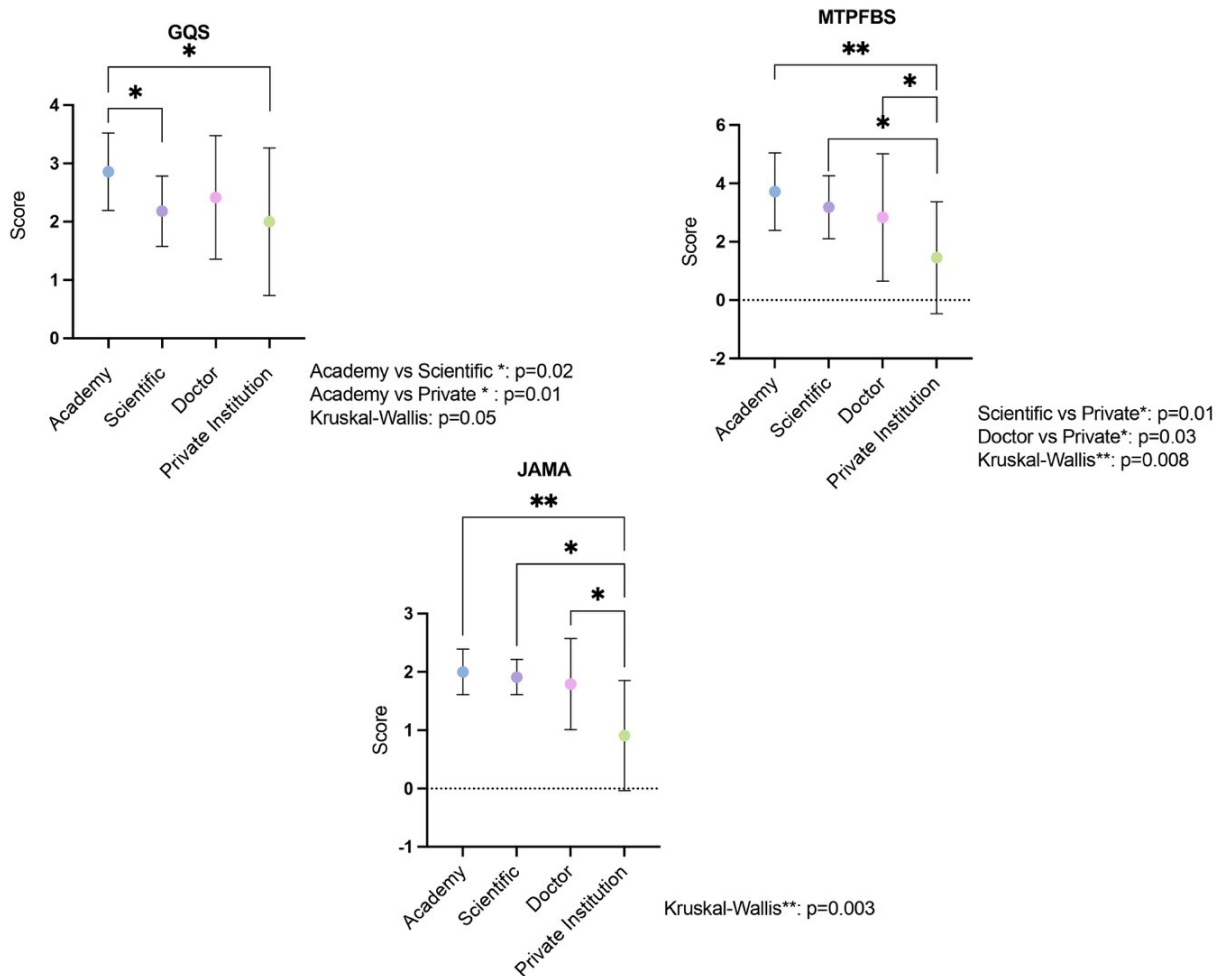 GQS
*
*
4
3
2
1
0
Score
Academy
Scientific
Doctor
Private Institution
Academy vs Scientific *: p=0.02
Academy vs Private * : p=0.01
Kruskal-Wallis: p=0.05
MTPFBS
**
*
*
6
4
2
0
-2
Score
Academy
Scientific
Doctor
Private Institution
Scientific vs Private*: p=0.01
Doctor vs Private*: p=0.03
Kruskal-Wallis**: p=0.008
JAMA
**
*
*
3
2
1
0
-1
Score
Academy
Scientific
Doctor
Private Institution
Kruskal-Wallis**: p=0.003